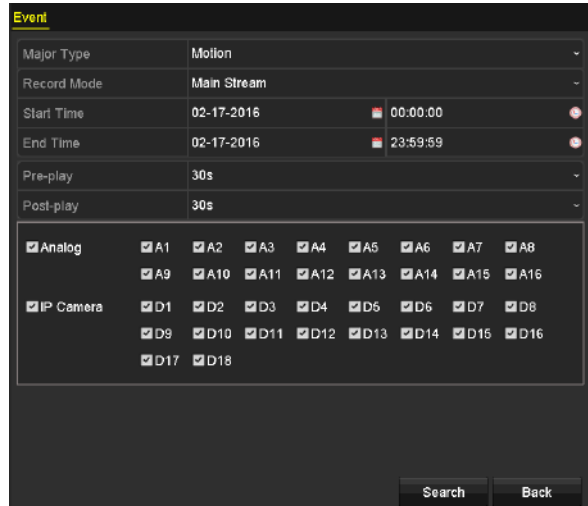 Event
Major Type Motion
Record Mode Main Stream
Start Time 02-17-2016 00:00:00
End Time 02-17-2016 23:59:59
Pre-play 30s
Post-play 30s
Analog A1 A2 A3 A4 A5 A6 A7 A8
A9 A10 A11 A12 A13 A14 A15 A16
IP Camera D1 D2 D3 D4 D5 D6 D7 D8
D9 D10 D11 D12 D13 D14 D15 D16
D17 D18
Search Back